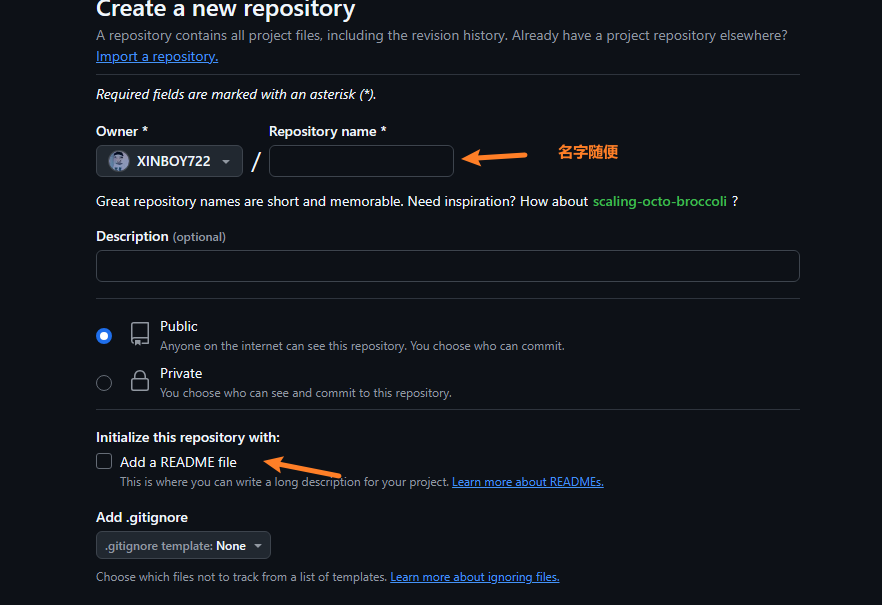 Create a new repository
A repository contains all project files, including the revision history. Already have a project repository elsewhere?
Import a repository.
Required fields are marked with an asterisk (*).
Owner * Repository name *
XINBOY722 / 名字随便
Great repository names are short and memorable. Need inspiration? How about scaling-octo-broccoli ?
Description (optional)
Public
Anyone on the internet can see this repository. You choose who can commit.
Private
You choose who can see and commit to this repository.
Initialize this repository with:
Add a README file
This is where you can write a long description for your project. Learn more about READMEs.
Add .gitignore
.gitignore template: None
Choose which files not to track from a list of templates. Learn more about ignoring files.